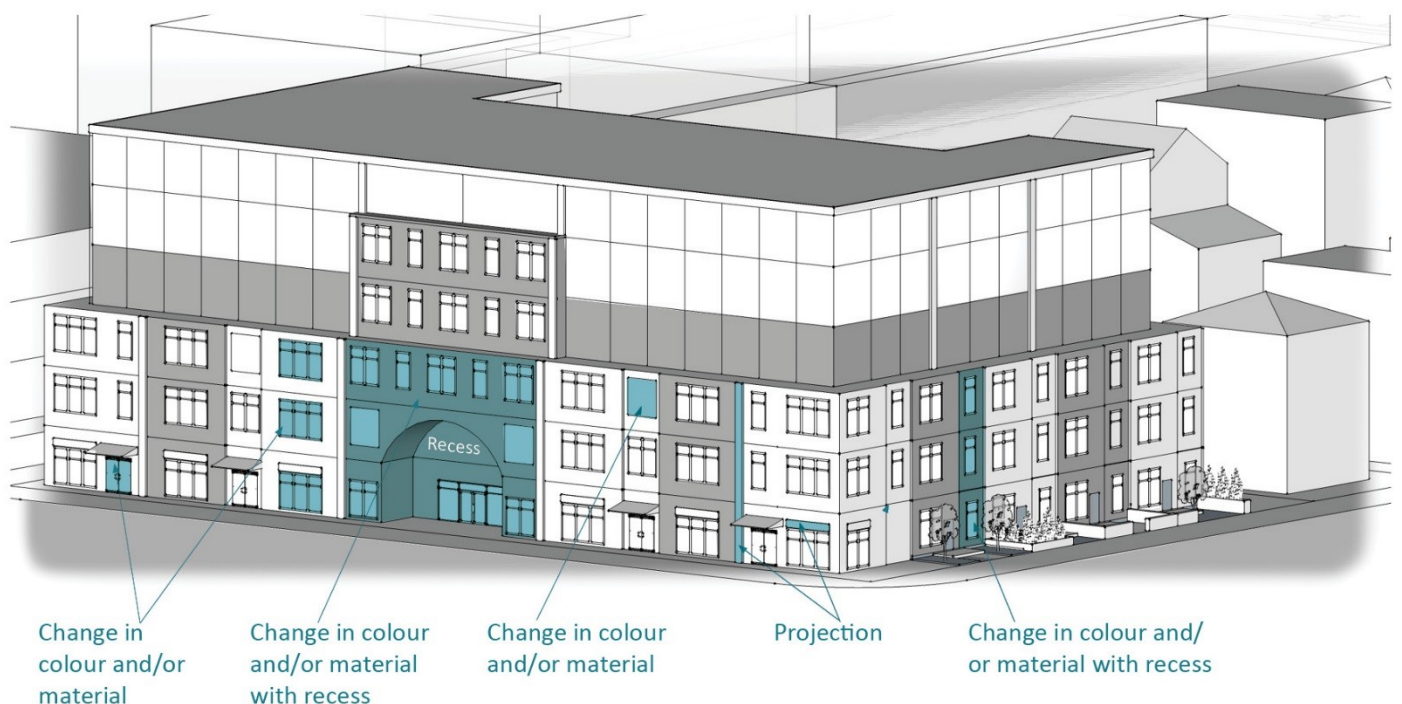 Recess
Change in
colour and/or
material
Change in colour
and/or material
with recess
Change in colour
and/or material
Projection
Change in colour and/
or material with recess